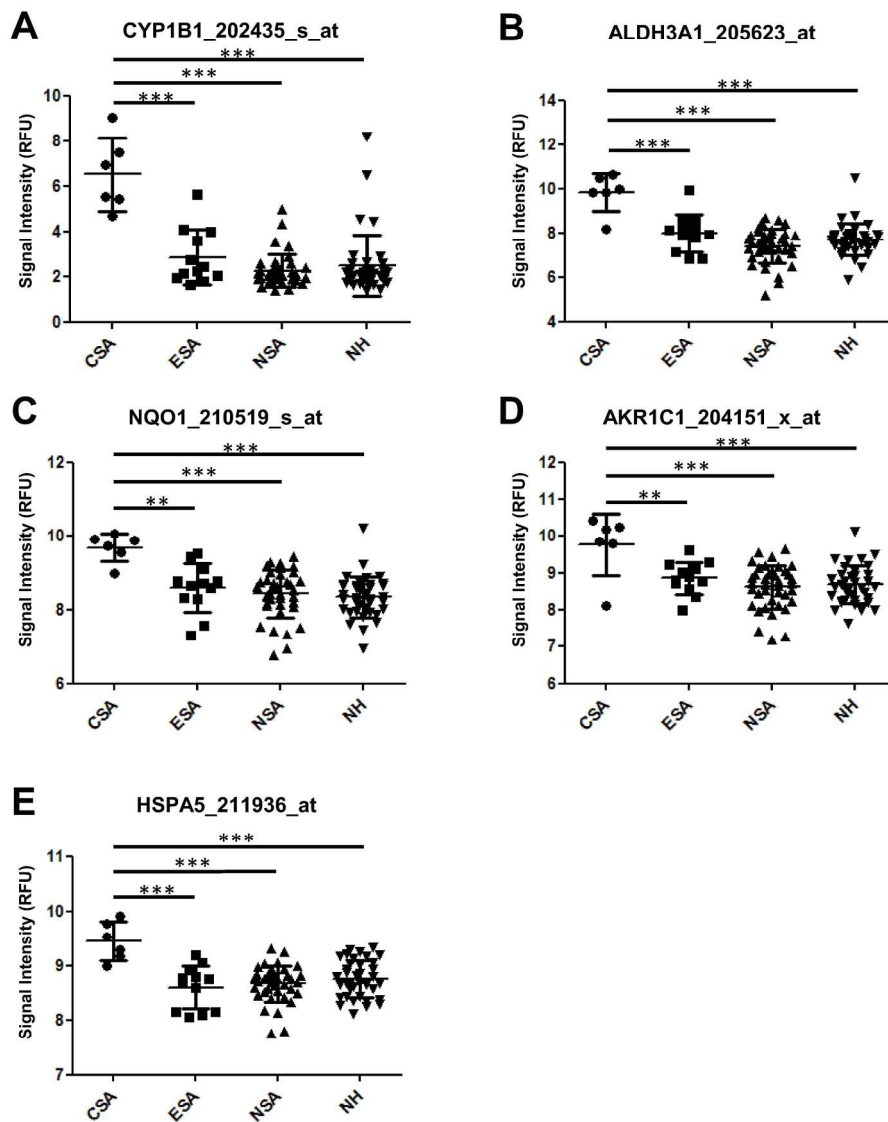 A
CYP1B1_202435_s_at
***
***
***
Signal Intensity (RFU)
10
8
6
4
2
0
CSA
ESA
NSA
NH
B
ALDH3A1_205623_at
***
***
***
Signal Intensity (RFU)
14
12
10
8
6
4
CSA
ESA
NSA
NH
C
NQO1_210519_s_at
***
***
**
Signal Intensity (RFU)
12
10
9
8
6
CSA
ESA
NSA
NH
D
AKR1C1_204151_x_at
***
***
**
Signal Intensity (RFU)
12
11
10
9
8
7
6
CSA
ESA
NSA
NH
E
HSPA5_211936_at
***
***
***
Signal Intensity (RFU)
11
10
9
8
7
CSA
ESA
NSA
NH